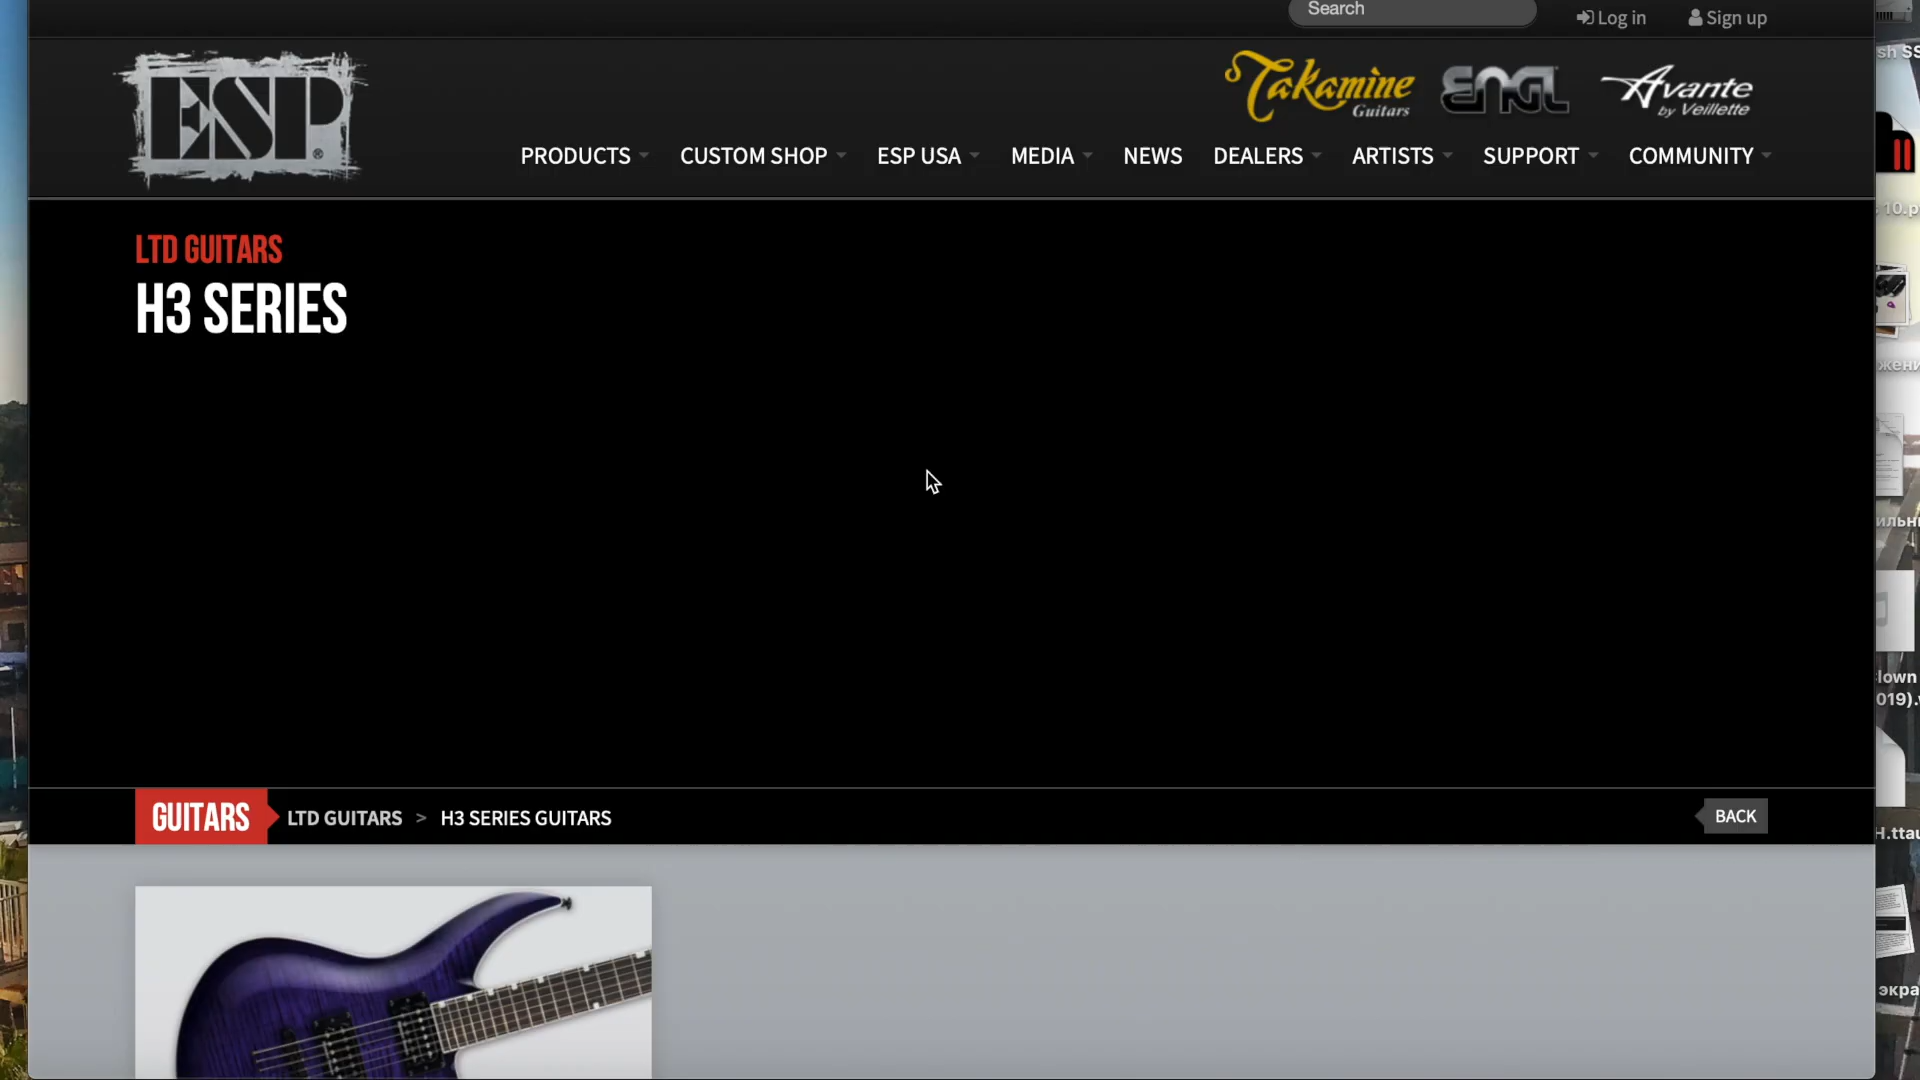 Search
Log in
Sign up
ESP®
Takamine
Guitars
ENGL
Avante
by Veillette
PRODUCTS
CUSTOM SHOP
ESP USA
MEDIA
NEWS
DEALERS
ARTISTS
SUPPORT
COMMUNITY
LTD GUITARS
H3 SERIES
GUITARS
LTD GUITARS > H3 SERIES GUITARS
BACK